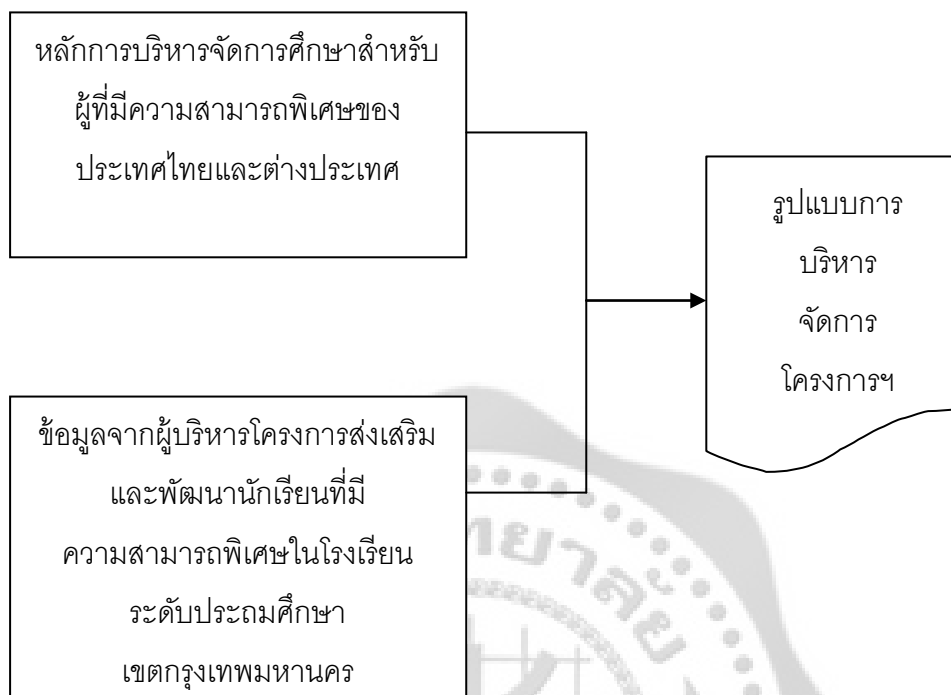 หลักการบริหารจัดการศึกษาสำหรับ
ผู้ที่มีความสามารถพิเศษของ
ประเทศไทยและต่างประเทศ
รูปแบบการ
บริหาร
จัดการ
โครงการฯ
ข้อมูลจากผู้บริหารโครงการส่งเสริม
และพัฒนานักเรียนที่มี
ความสามารถพิเศษในโรงเรียน
ระดับประถมศึกษา
เขตกรุงเทพมหานคร